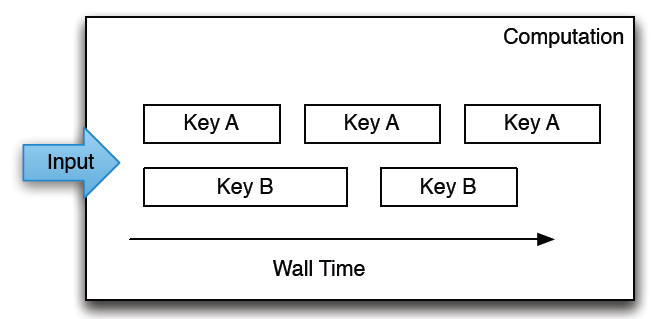 Computation
Key A Key A Key A
Input
Key B Key B
Wall Time